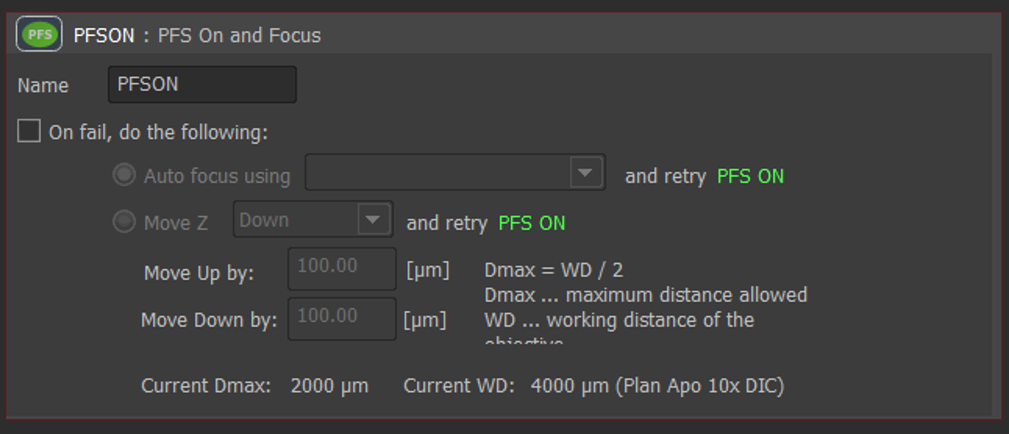 PFS PFSON : PFS On and Focus
Name PFSON
On fail, do the following:
Auto focus using and retry PFS ON
Move Z Down and retry PFS ON
Move Up by: 100.00 [µm] Dmax = WD / 2
Dmax ... maximum distance allowed
Move Down by: 100.00 [µm] WD ... working distance of the
objective
Current Dmax: 2000 µm Current WD: 4000 µm (Plan Apo 10x DIC)